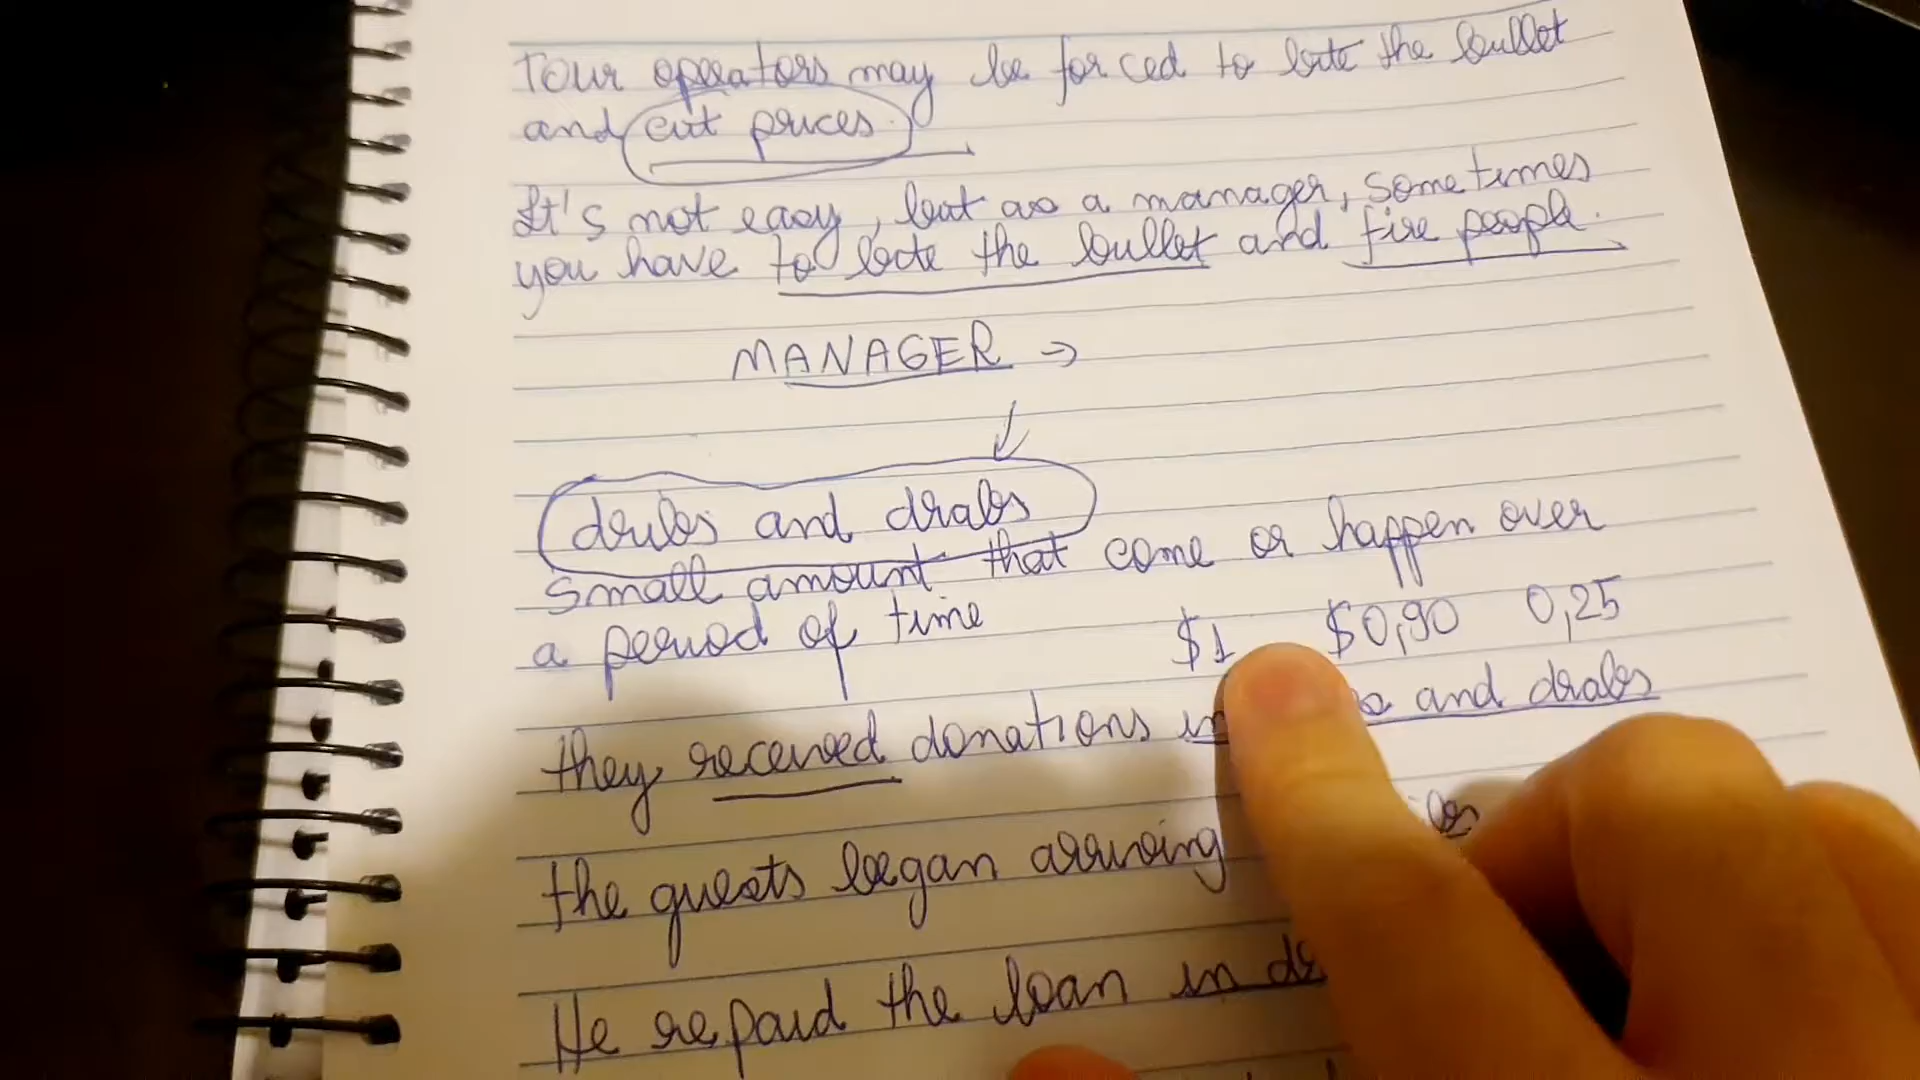 Tour operators may be forced to bite the bullet
and cut prices.
It's not easy, but as a manager, sometimes
you have to bite the bullet and fire people.
MANAGER →
dribs and drabs
small amount that come or happen over
a period of time
$1 $0,90 0,25
they received donations in and drabs
the guests began arriving
He repaid the loan in